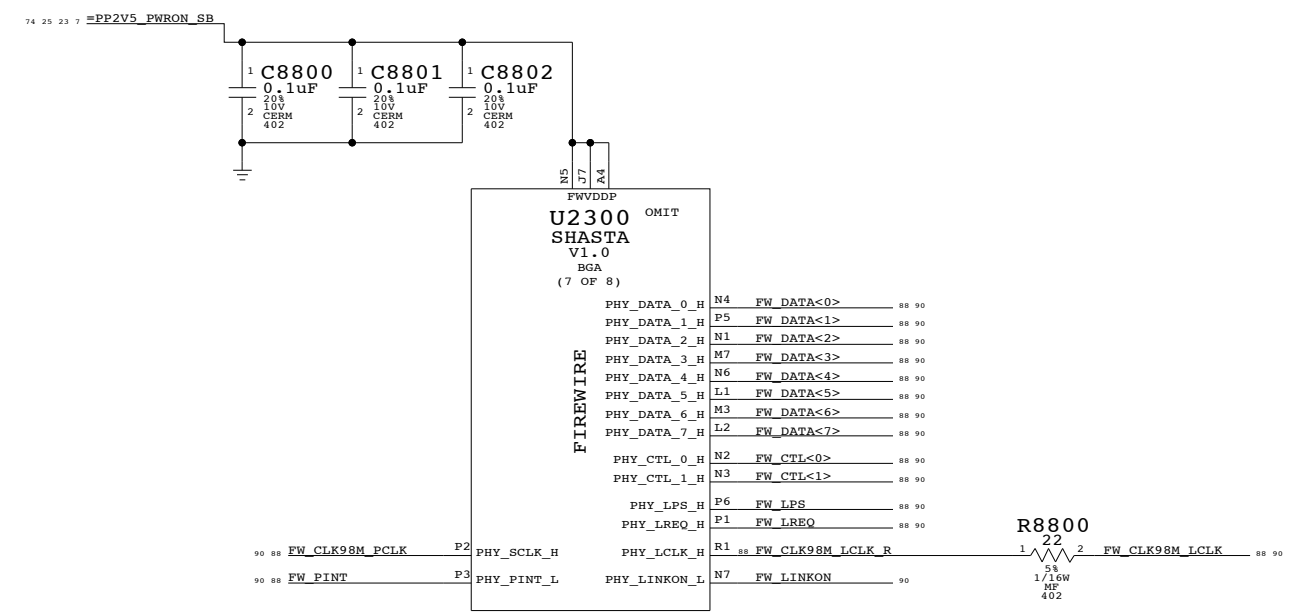 74 25 23 7 =PP2V5_PWRON_SB
1 C8800 1 C8801 1 C8802
0.1uF 0.1uF 0.1uF
20% 20% 20%
10V 10V 10V
2 CERM 2 CERM 2 CERM
402 402 402
N5 J7 A4
FWVDDP
U2300 OMIT
SHASTA
V1.0
BGA
(7 OF 8)
FIREWIRE
PHY_DATA_0_H N4 FW_DATA<0> 88 90
PHY_DATA_1_H P5 FW_DATA<1> 88 90
PHY_DATA_2_H N1 FW_DATA<2> 88 90
PHY_DATA_3_H M7 FW_DATA<3> 88 90
PHY_DATA_4_H N6 FW_DATA<4> 88 90
PHY_DATA_5_H L1 FW_DATA<5> 88 90
PHY_DATA_6_H M3 FW_DATA<6> 88 90
PHY_DATA_7_H L2 FW_DATA<7> 88 90
PHY_CTL_0_H N2 FW_CTL<0> 88 90
PHY_CTL_1_H N3 FW_CTL<1> 88 90
PHY_LPS_H P6 FW_LPS 88 90
PHY_LREQ_H P1 FW_LREQ 88 90
R8800
22
90 88 FW_CLK98M_PCLK P2 PHY_SCLK_H PHY_LCLK_H R1 88 FW_CLK98M_LCLK_R 1 2 FW_CLK98M_LCLK 88 90
5%
1/16W
MF
402
90 88 FW_PINT P3 PHY_PINT_L PHY_LINKON_L N7 FW_LINKON 90